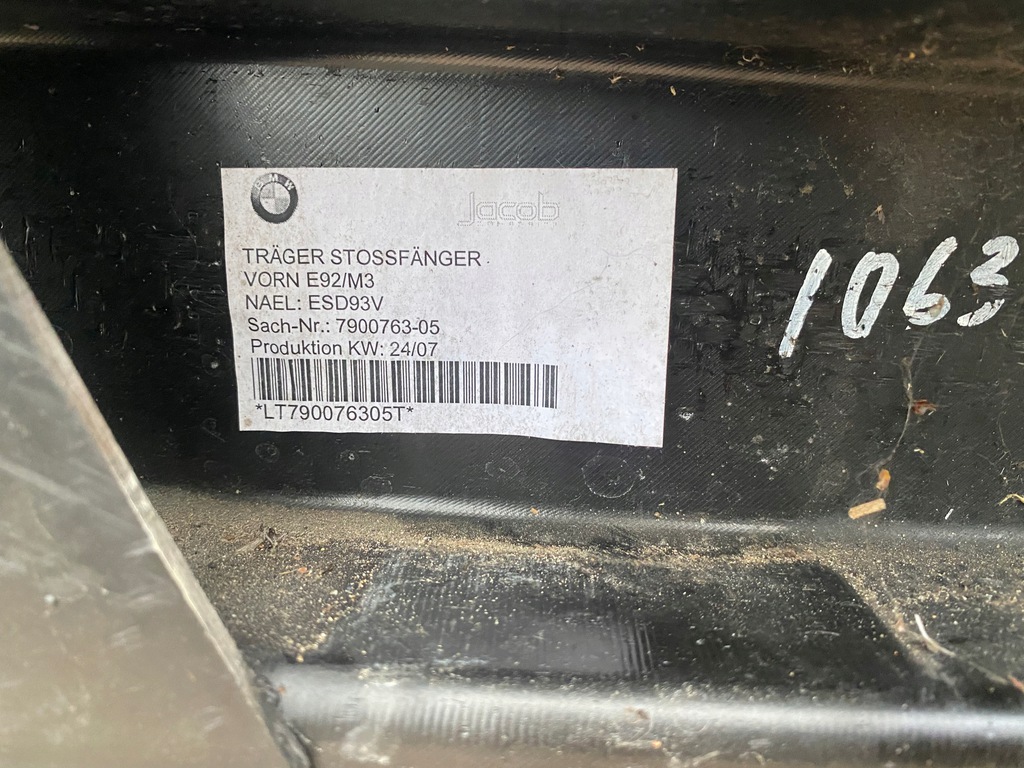 BMW
Jacob
TRÄGER STOSSFÄNGER
VORN E92/M3
NAEL: ESD93V
Sach-Nr.: 7900763-05
Produktion KW: 24/07
*LT790076305T*
1063